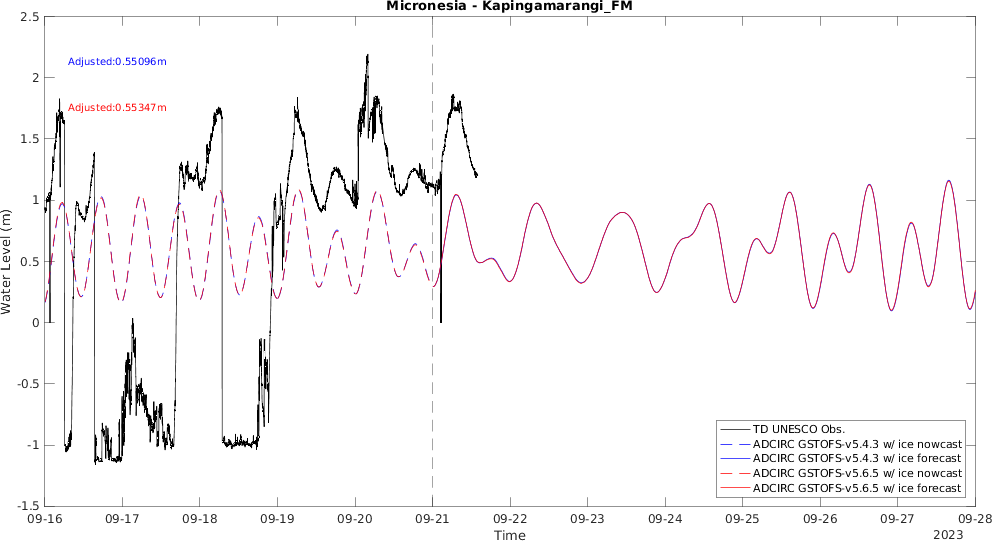 Micronesia - Kapingamarangi_FM
2.5
2
1.5
1
0.5
0
-0.5
-1
-1.5
Water Level (m)
Adjusted:0.55096m
Adjusted:0.55347m
TD UNESCO Obs.
ADCIRC GSTOFS-v5.4.3 w/ ice nowcast
ADCIRC GSTOFS-v5.4.3 w/ ice forecast
ADCIRC GSTOFS-v5.6.5 w/ ice nowcast
ADCIRC GSTOFS-v5.6.5 w/ ice forecast
09-16 09-17 09-18 09-19 09-20 09-21 09-22 09-23 09-24 09-25 09-26 09-27 09-28
Time
2023